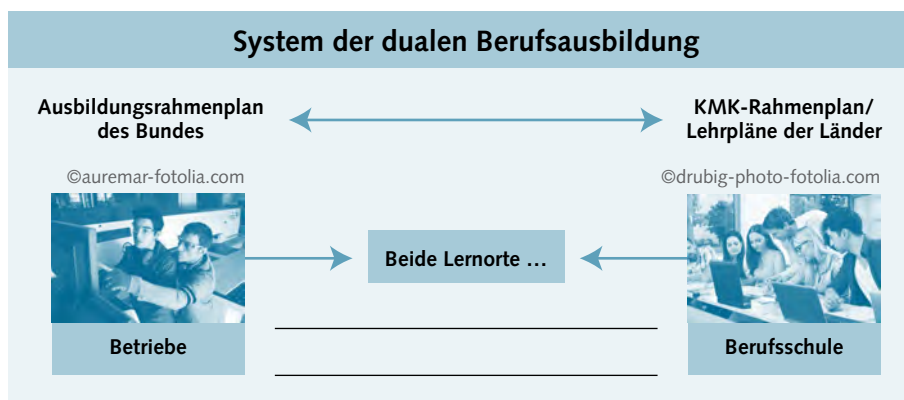 System der dualen Berufsausbildung
Ausbildungsrahmenplan
des Bundes
KMK-Rahmenplan/
Lehrpläne der Länder
©auremar-fotolia.com
©drubig-photo-fotolia.com
Beide Lernorte ...
Betriebe
Berufsschule